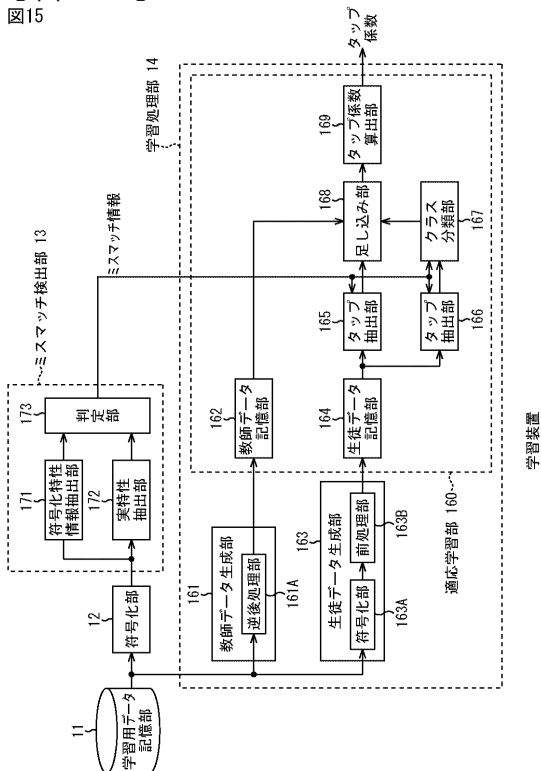 図15
11
学習用データ
記憶部
12
符号化部
ミスマッチ検出部 13
171
符号化特性
情報抽出部
172
実特性
抽出部
173
判定部
ミスマッチ情報
学習処理部 14
161
教師データ生成部
逆後処理部
161A
163
生徒データ生成部
符号化部
163A
前処理部
163B
適応学習部 160
162
教師データ
記憶部
164
生徒データ
記憶部
165
タップ
抽出部
166
タップ
抽出部
クラス
分類部
167
168
足し込み部
169
タップ係数
算出部
タップ
係数
学習装置